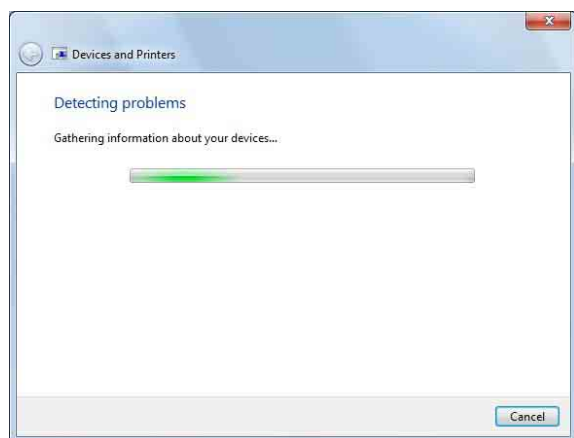 Devices and Printers
Detecting problems
Gathering information about your devices...
Cancel